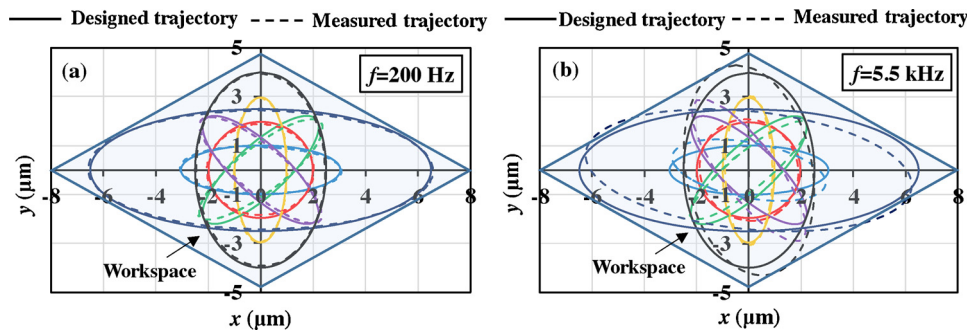 Designed trajectory Measured trajectory
(a)
f=200 Hz
5
3
1
-1
-3
-5
-8 -6 -4 -2 0 2 4 6 8
Workspace
y (µm)
x (µm)
Designed trajectory Measured trajectory
(b)
f=5.5 kHz
5
3
1
-1
-3
-5
-8 -6 -4 -2 0 2 4 6 8
Workspace
y (µm)
x (µm)